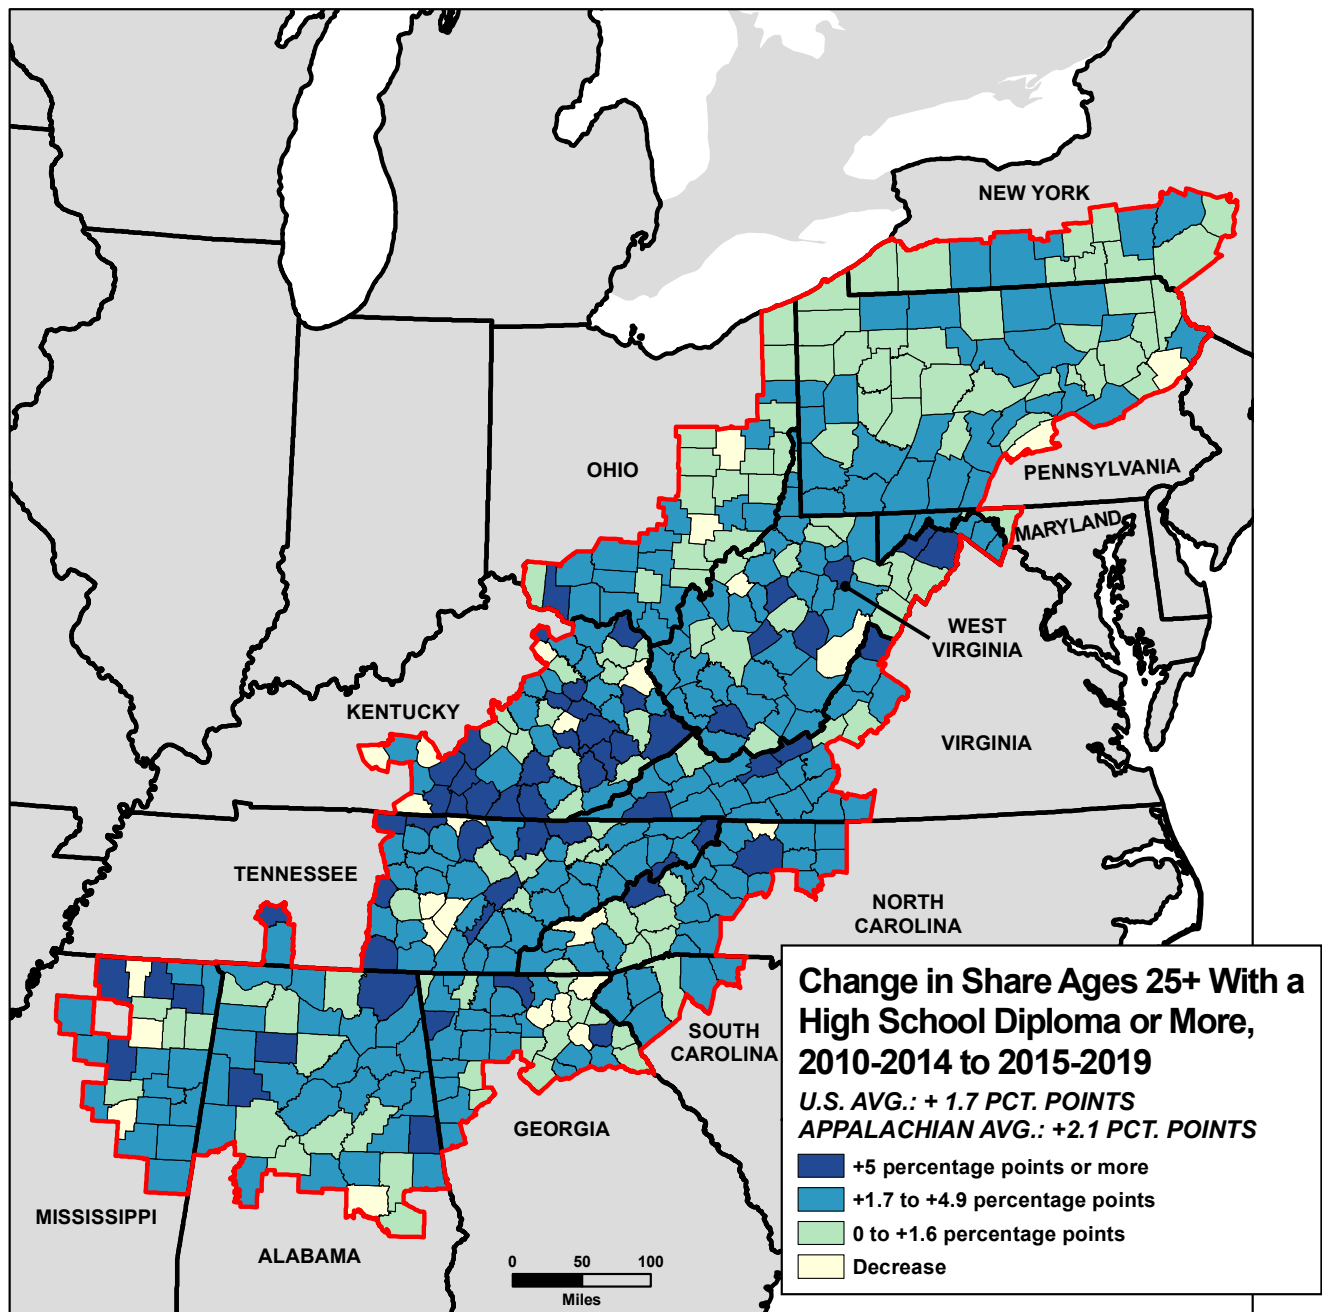 NEW YORK
OHIO
PENNSYLVANIA
MARYLAND
WEST
VIRGINIA
KENTUCKY
VIRGINIA
TENNESSEE
NORTH
CAROLINA
SOUTH
CAROLINA
GEORGIA
MISSISSIPPI
ALABAMA
Change in Share Ages 25+ With a
High School Diploma or More,
2010-2014 to 2015-2019
U.S. AVG.: + 1.7 PCT. POINTS
APPALACHIAN AVG.: +2.1 PCT. POINTS
+5 percentage points or more
+1.7 to +4.9 percentage points
0 to +1.6 percentage points
Decrease
0 50 100
Miles